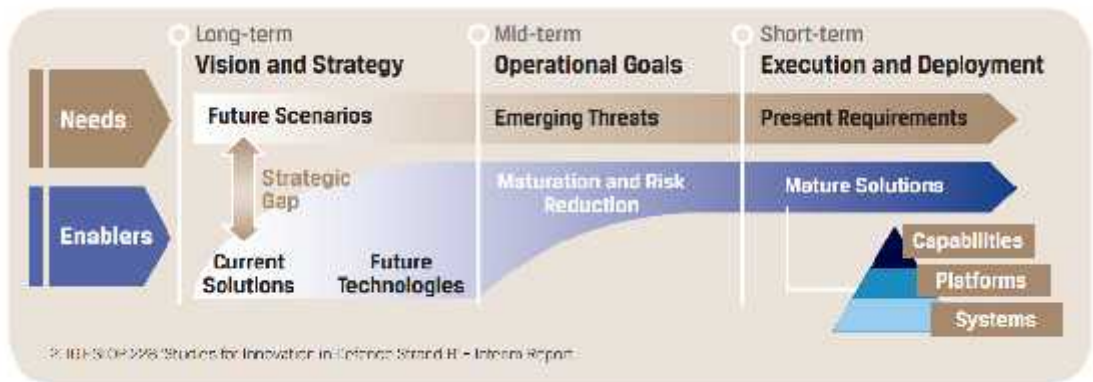 Long-term
Vision and Strategy
Mid-term
Operational Goals
Short-term
Execution and Deployment
Needs
Future Scenarios
Emerging Threats
Present Requirements
Strategic
Gap
Enablers
Maturation and Risk
Reduction
Mature Solutions
Current
Solutions
Future
Technologies
Capabilities
Platforms
Systems
"Studies for Innovation in Defence Strand B" - Interim Report